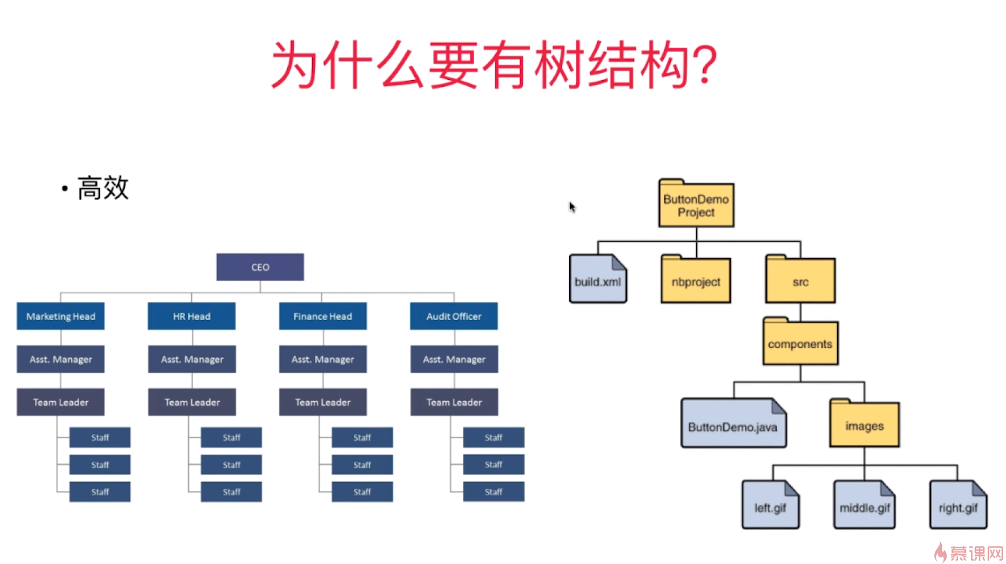 为什么要有树结构?
• 高效
CEO
Marketing Head
HR Head
Finance Head
Audit Officer
Asst. Manager
Asst. Manager
Asst. Manager
Asst. Manager
Team Leader
Team Leader
Team Leader
Team Leader
Staff
Staff
Staff
Staff
Staff
Staff
Staff
Staff
Staff
Staff
Staff
Staff
ButtonDemo
Project
build.xml
nbproject
src
components
ButtonDemo.java
images
left.gif
middle.gif
right.gif
慕课网